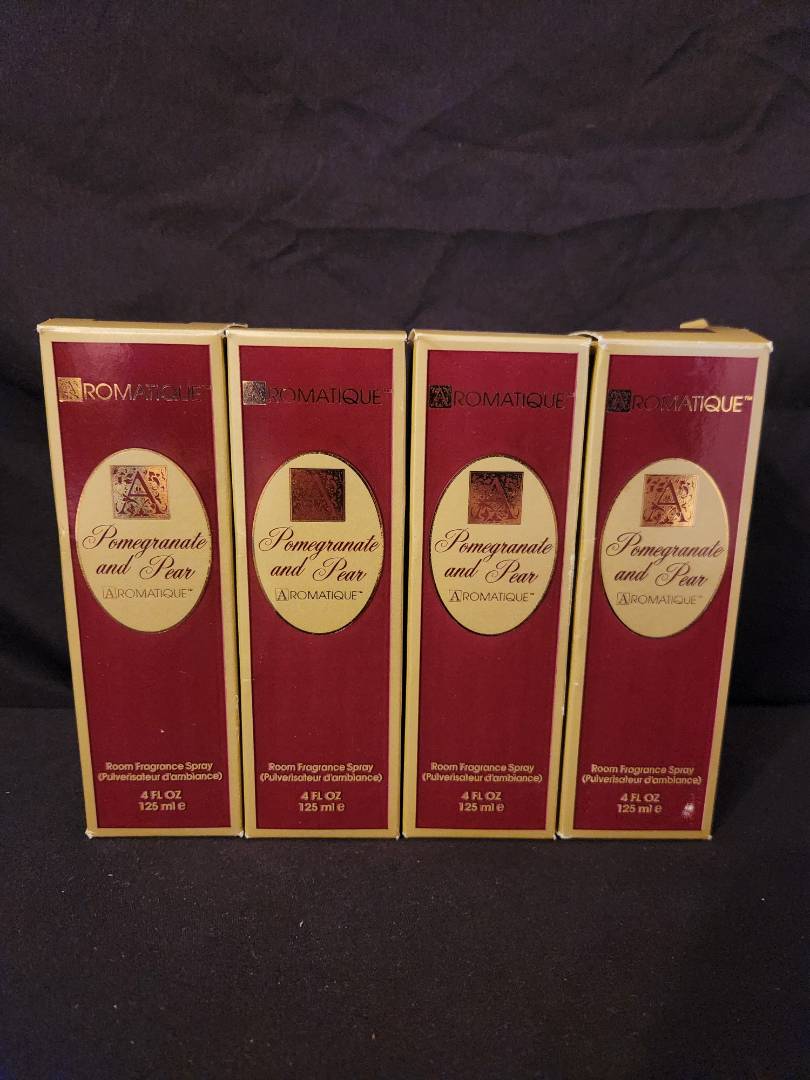 AROMATIQUE™
A
Pomegranate
and Pear
AROMATIQUE™
Room Fragrance Spray
(Pulverisateur d'ambiance)
4 FL OZ
125 ml e
AROMATIQUE™
A
Pomegranate
and Pear
AROMATIQUE™
Room Fragrance Spray
(Pulverisateur d'ambiance)
4 FL OZ
125 ml e
AROMATIQUE™
A
Pomegranate
and Pear
AROMATIQUE™
Room Fragrance Spray
(Pulverisateur d'ambiance)
4 FL OZ
125 ml e
AROMATIQUE™
A
Pomegranate
and Pear
AROMATIQUE™
Room Fragrance Spray
(Pulverisateur d'ambiance)
4 FL OZ
125 ml e